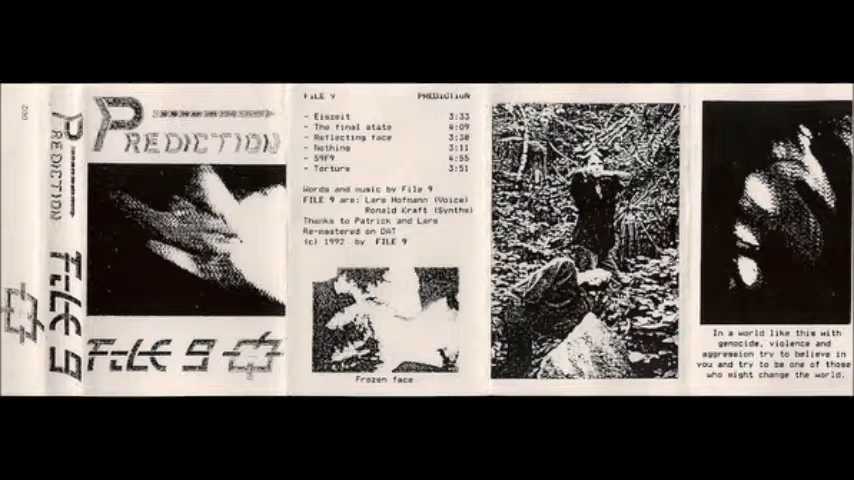 002
PREDICTION
FiLE 9
PREDICTION
FiLE 9
FILE 9 PREDICTION
- Eiszeit 3:33
- The final state 4:09
- Reflecting face 3:30
- Nothing 3:11
- S9F9 4:55
- Torture 3:51
Words and music by File 9
FILE 9 are: Lars Hofmann (Voice)
Ronald Kraft (Synths)
Thanks to Patrick and Lars
Re-mastered on DAT
(c) 1992 by FILE 9
Frozen face
In a world like this with
genocide, violence and
aggression try to believe in
you and try to be one of those
who might change the world.